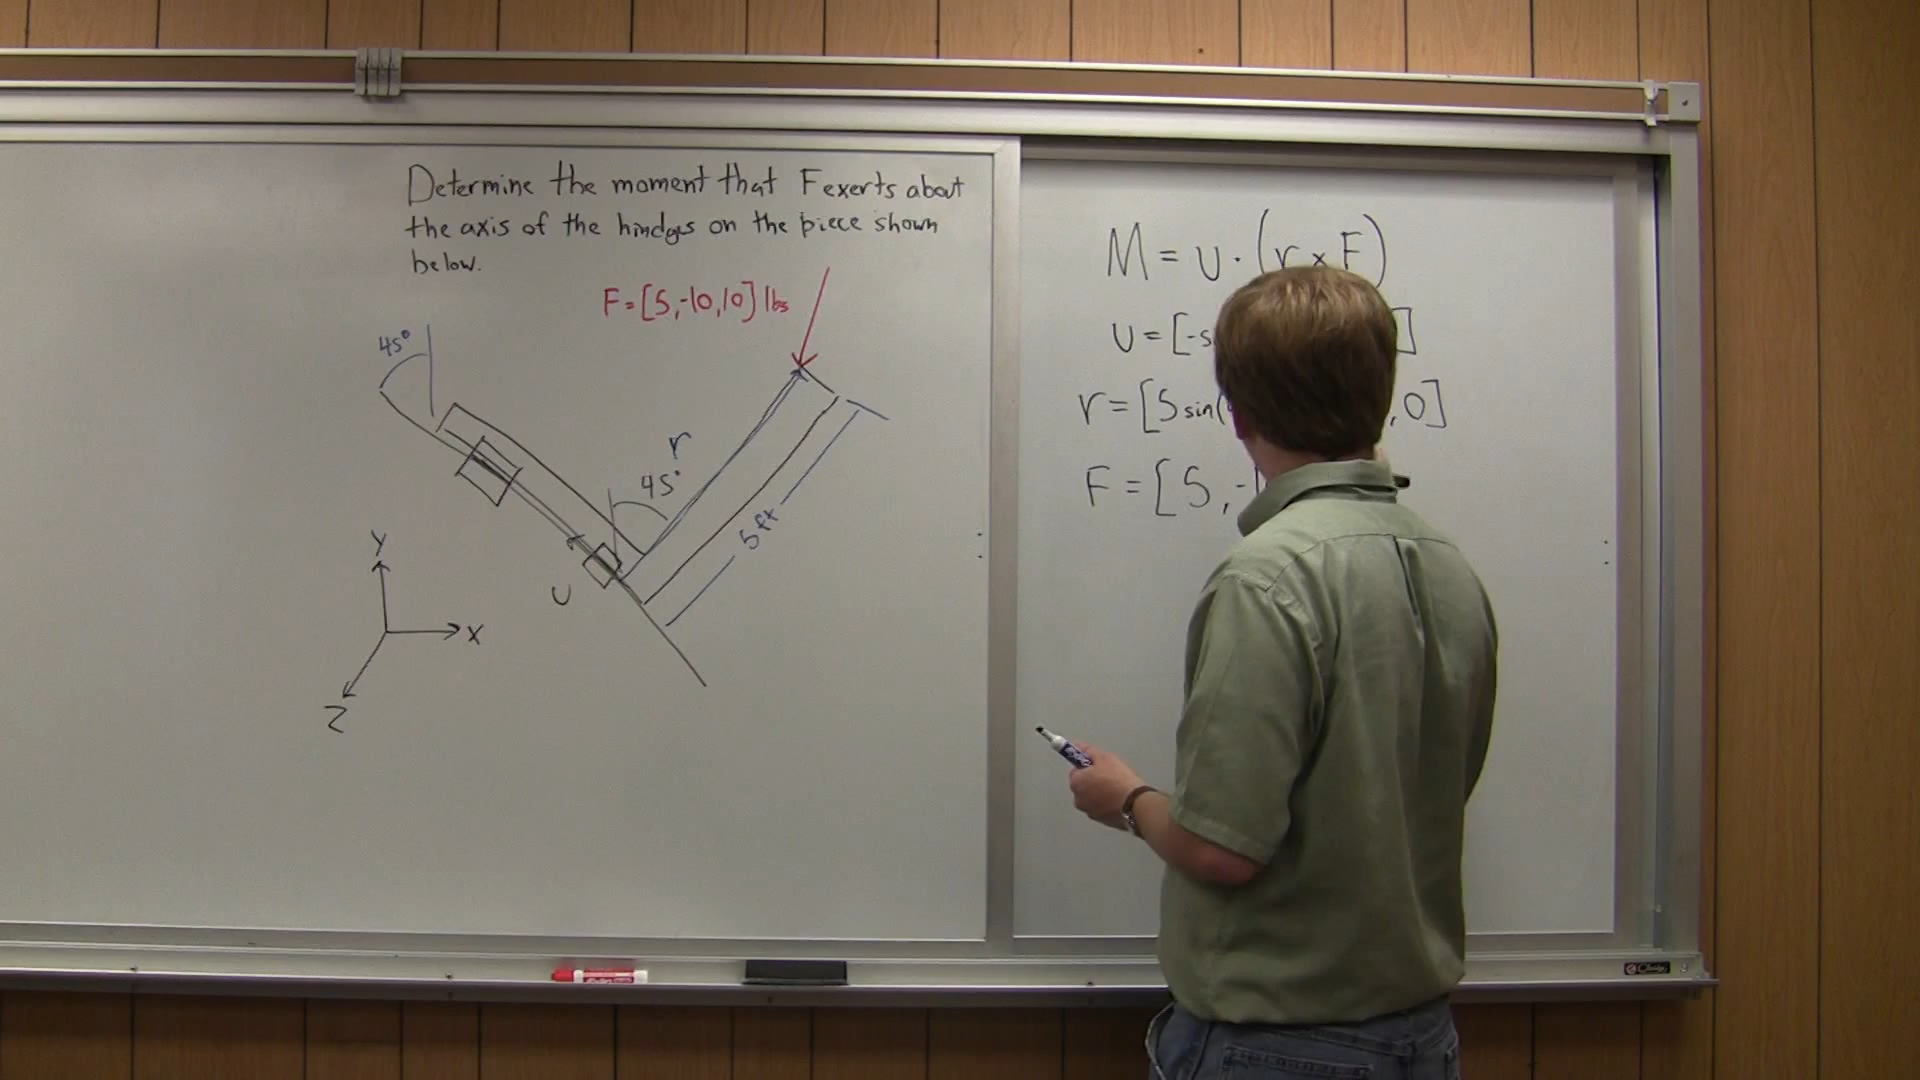 Determine the moment that F exerts about
the axis of the hindges on the piece shown
below.
F=[5,-10,10] lbs
45°
r
45°
5 ft
U
Y
X
Z
M = U · (r × F)
U = [-s ]
r = [5 sin( , 0]
F = [5, -1